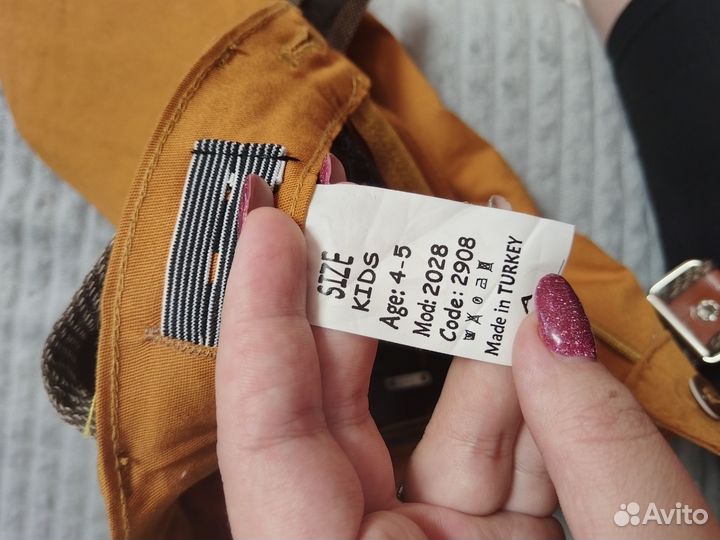 SIZE
KIDS
Age: 4-5
Mod: 2028
Code: 2908
Made in TURKEY
Avito